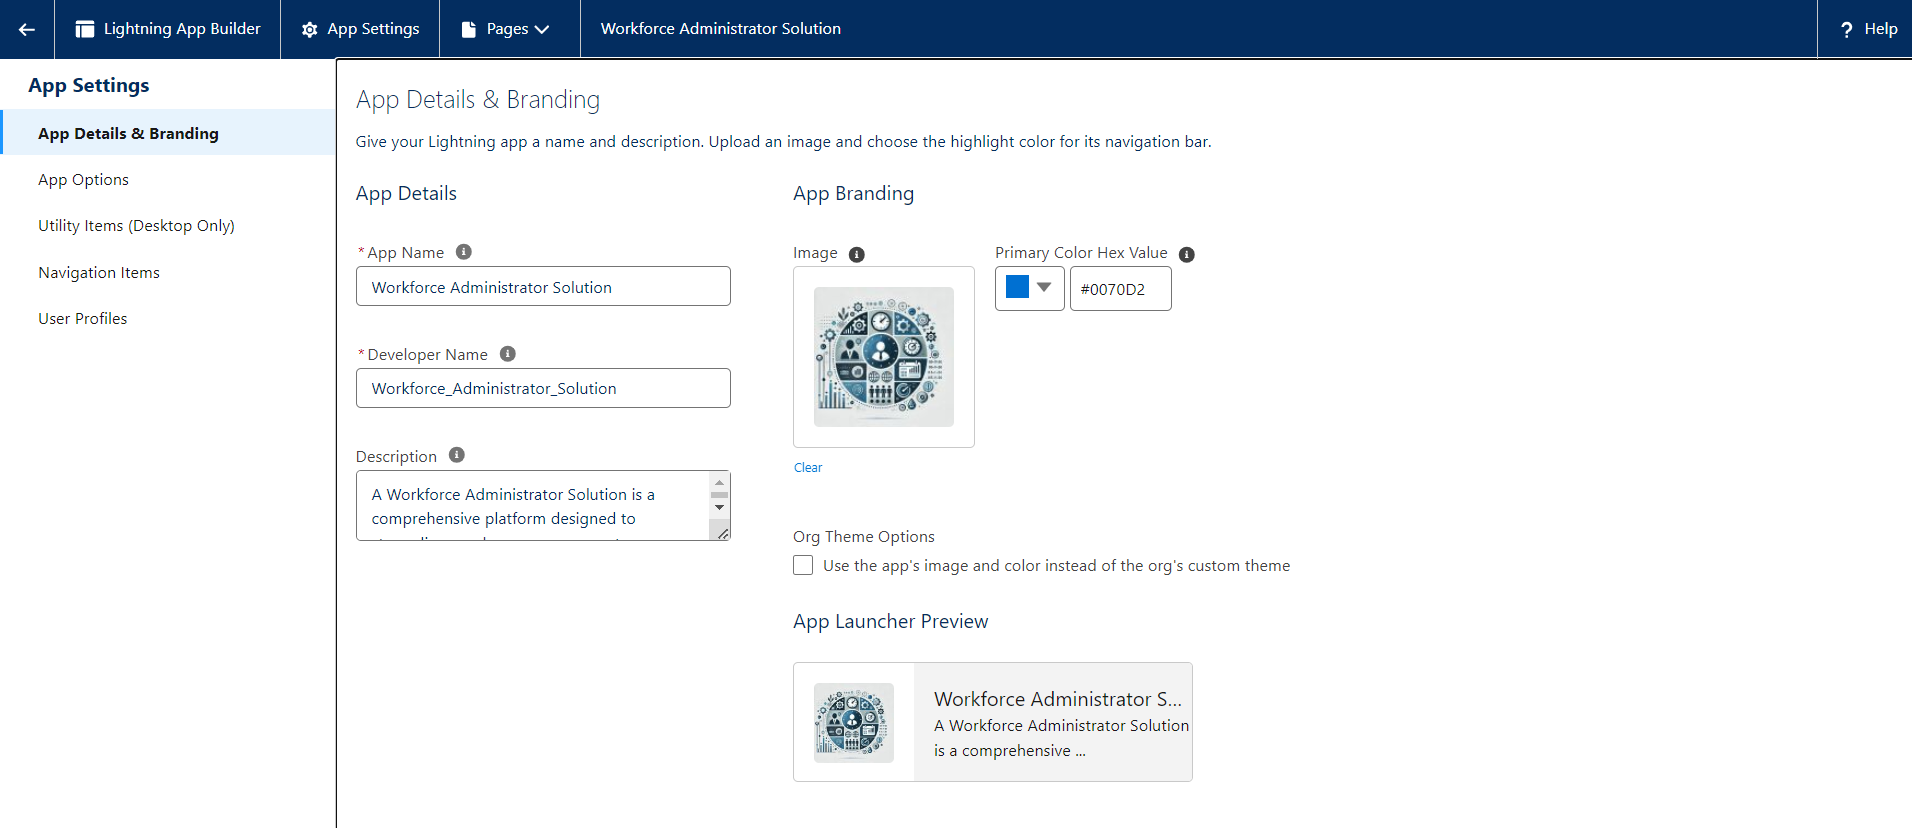 Lightning App Builder
App Settings
Pages
Workforce Administrator Solution
Help
App Settings
App Details & Branding
App Options
Utility Items (Desktop Only)
Navigation Items
User Profiles
App Details & Branding
Give your Lightning app a name and description. Upload an image and choose the highlight color for its navigation bar.
App Details
*App Name
Workforce Administrator Solution
*Developer Name
Workforce_Administrator_Solution
Description
A Workforce Administrator Solution is a
comprehensive platform designed to
App Branding
Image
Primary Color Hex Value
#0070D2
Clear
Org Theme Options
Use the app's image and color instead of the org's custom theme
App Launcher Preview
Workforce Administrator S...
A Workforce Administrator Solution
is a comprehensive ...